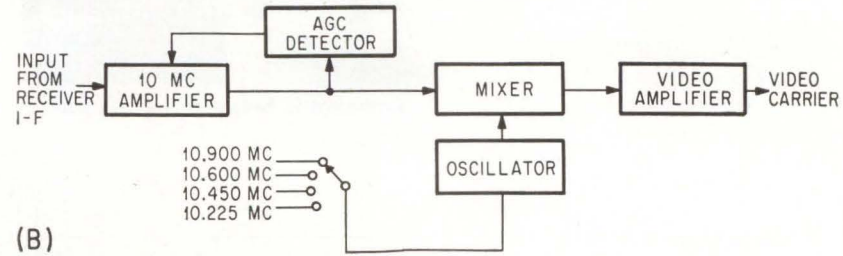 AGC
DETECTOR
INPUT
FROM
RECEIVER
I-F
10 MC
AMPLIFIER
MIXER
VIDEO
AMPLIFIER
VIDEO
CARRIER
OSCILLATOR
10.900 MC
10.600 MC
10.450 MC
10.225 MC
(B)